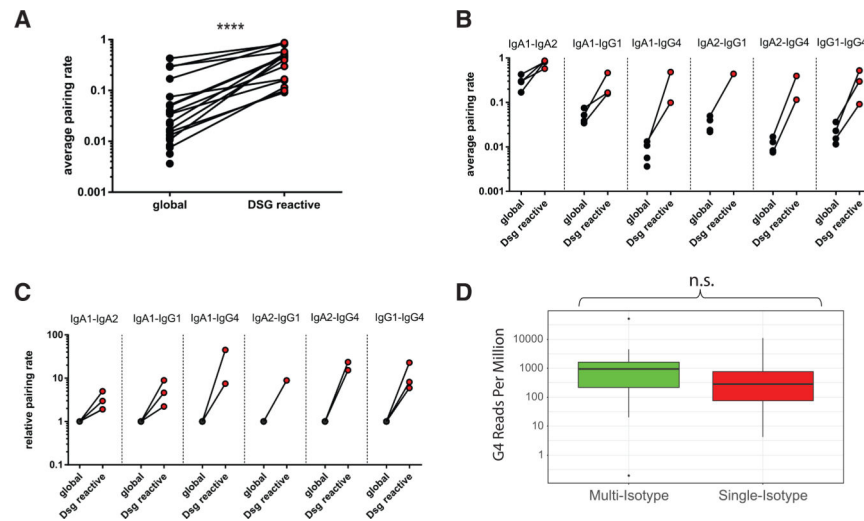 A
****
average pairing rate
1
0.1
0.01
0.001
global
DSG reactive
B
IgA1-IgA2
IgA1-IgG1
IgA1-IgG4
IgA2-IgG1
IgA2-IgG4
IgG1-IgG4
average pairing rate
1
0.1
0.01
0.001
global
Dsg reactive
global
Dsg reactive
global
Dsg reactive
global
Dsg reactive
global
Dsg reactive
global
Dsg reactive
C
IgA1-IgA2
IgA1-IgG1
IgA1-IgG4
IgA2-IgG1
IgA2-IgG4
IgG1-IgG4
relative pairing rate
100
10
1
0.1
global
Dsg reactive
global
Dsg reactive
global
Dsg reactive
global
Dsg reactive
global
Dsg reactive
global
Dsg reactive
D
n.s.
G4 Reads Per Million
10000
1000
100
10
1
Multi-Isotype
Single-Isotype